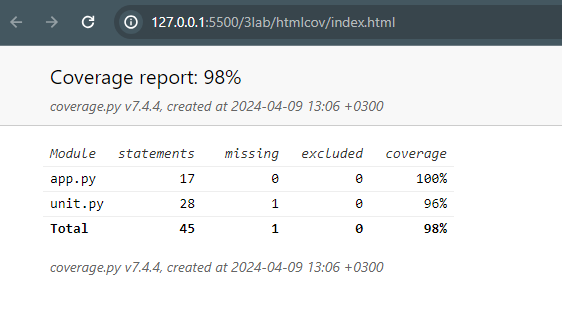 127.0.0.1:5500/3lab/htmlcov/index.html
Coverage report: 98%
coverage.py v7.4.4, created at 2024-04-09 13:06 +0300
Module statements missing excluded coverage
app.py 17 0 0 100%
unit.py 28 1 0 96%
Total 45 1 0 98%
coverage.py v7.4.4, created at 2024-04-09 13:06 +0300